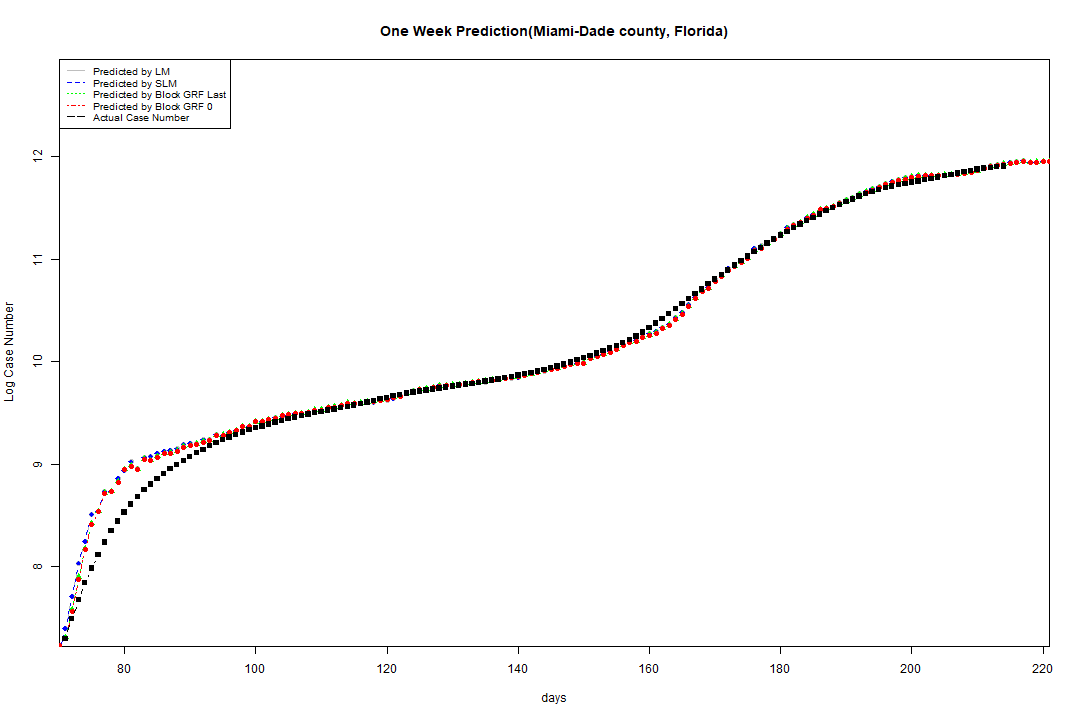 One Week Prediction(Miami-Dade county, Florida)
Predicted by LM
Predicted by SLM
Predicted by Block GRF Last
Predicted by Block GRF 0
Actual Case Number
12
11
10
9
8
Log Case Number
80 100 120 140 160 180 200 220
days